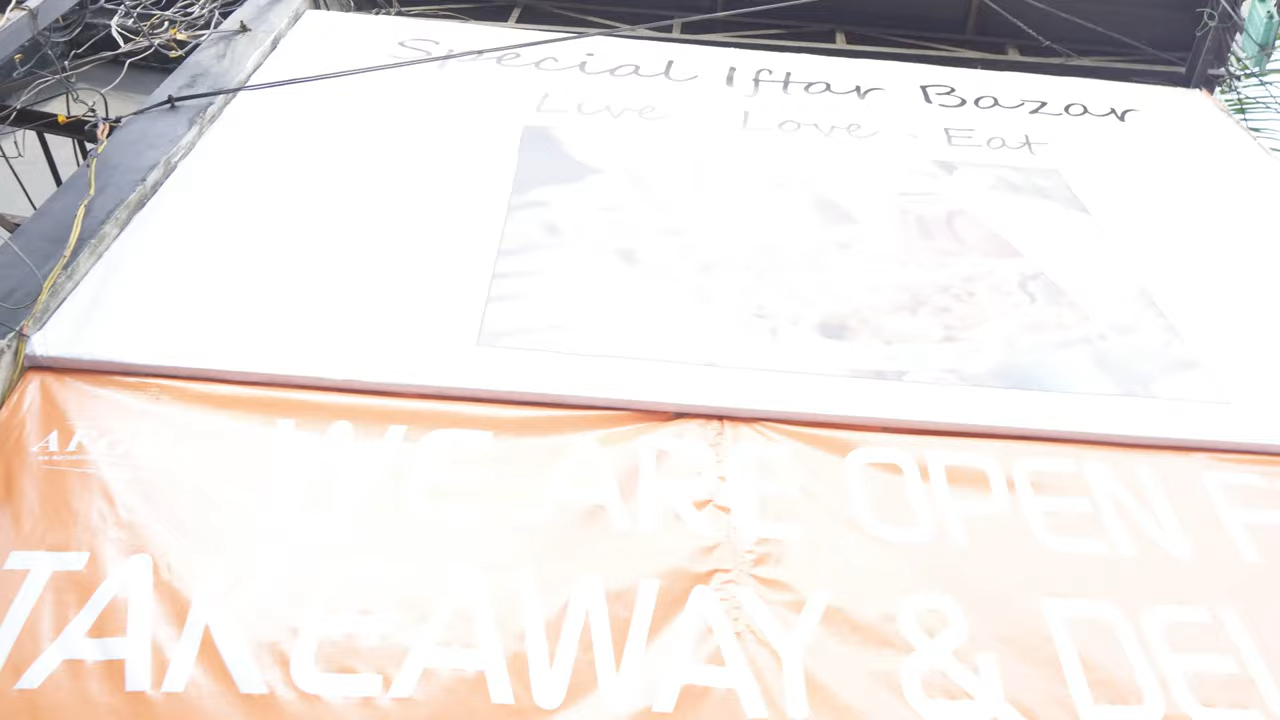 Special Iftar Bazar
Live Love Eat
WE ARE OPEN F
TAKEAWAY & DEL